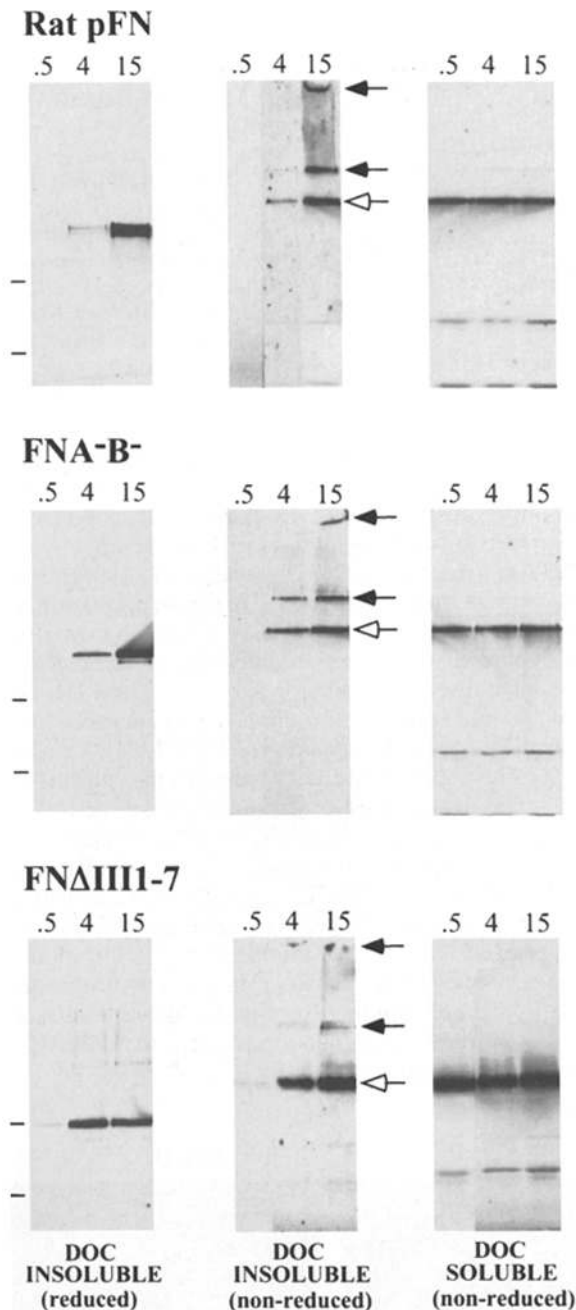 Rat pFN
.5 4 15 .5 4 15 .5 4 15
FNA-B-
.5 4 15 .5 4 15 .5 4 15
FNΔIII1-7
.5 4 15 .5 4 15 .5 4 15
DOC INSOLUBLE (reduced)
DOC INSOLUBLE (non-reduced)
DOC SOLUBLE (non-reduced)